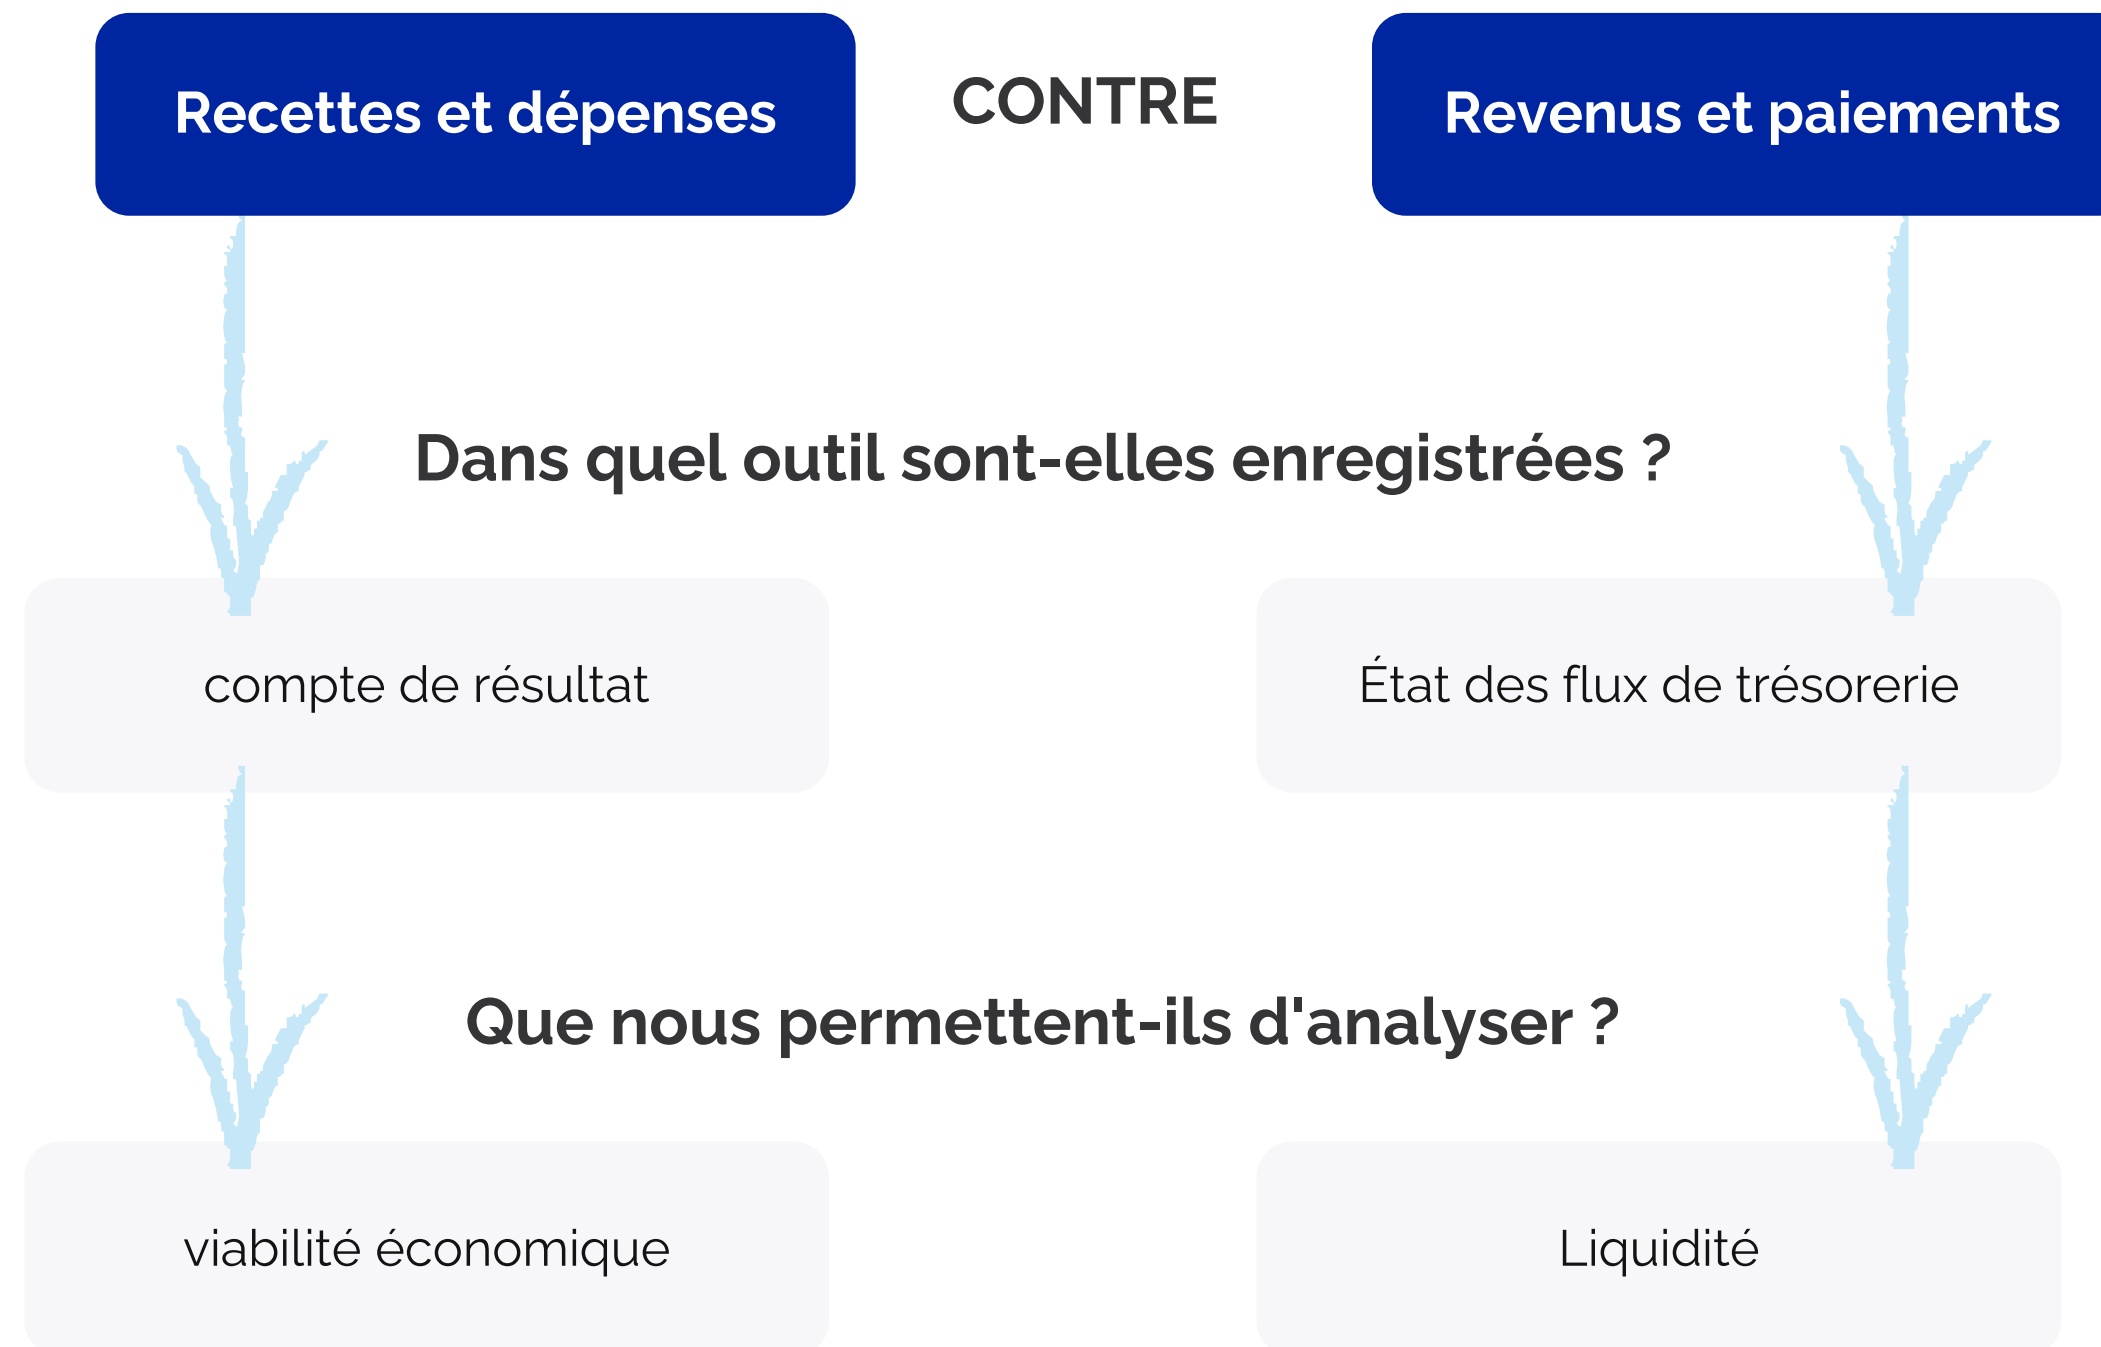 Recettes et dépenses
CONTRE
Revenus et paiements
Dans quel outil sont-elles enregistrées ?
compte de résultat
État des flux de trésorerie
Que nous permettent-ils d'analyser ?
viabilité économique
Liquidité